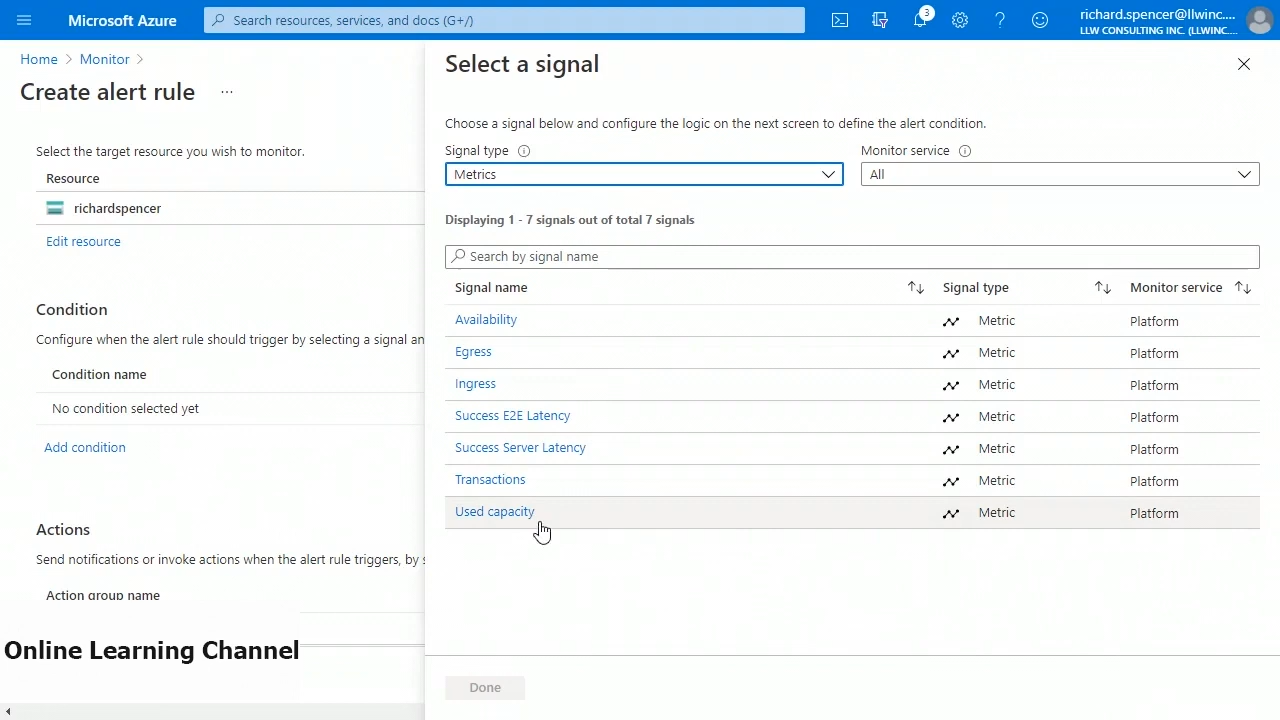 Microsoft Azure
Search resources, services, and docs (G+/)
3
richard.spencer@llwinc....
LLW CONSULTING INC. (LLWINC....
Home > Monitor >
Create alert rule ...
Select the target resource you wish to monitor.
Resource
richardspencer
Edit resource
Condition
Configure when the alert rule should trigger by selecting a signal an
Condition name
No condition selected yet
Add condition
Actions
Send notifications or invoke actions when the alert rule triggers, by s
Action group name
Online Learning Channel
Select a signal
Choose a signal below and configure the logic on the next screen to define the alert condition.
Signal type
Monitor service
Metrics
All
Displaying 1 - 7 signals out of total 7 signals
Search by signal name
Signal name Signal type Monitor service
Availability Metric Platform
Egress Metric Platform
Ingress Metric Platform
Success E2E Latency Metric Platform
Success Server Latency Metric Platform
Transactions Metric Platform
Used capacity Metric Platform
Done